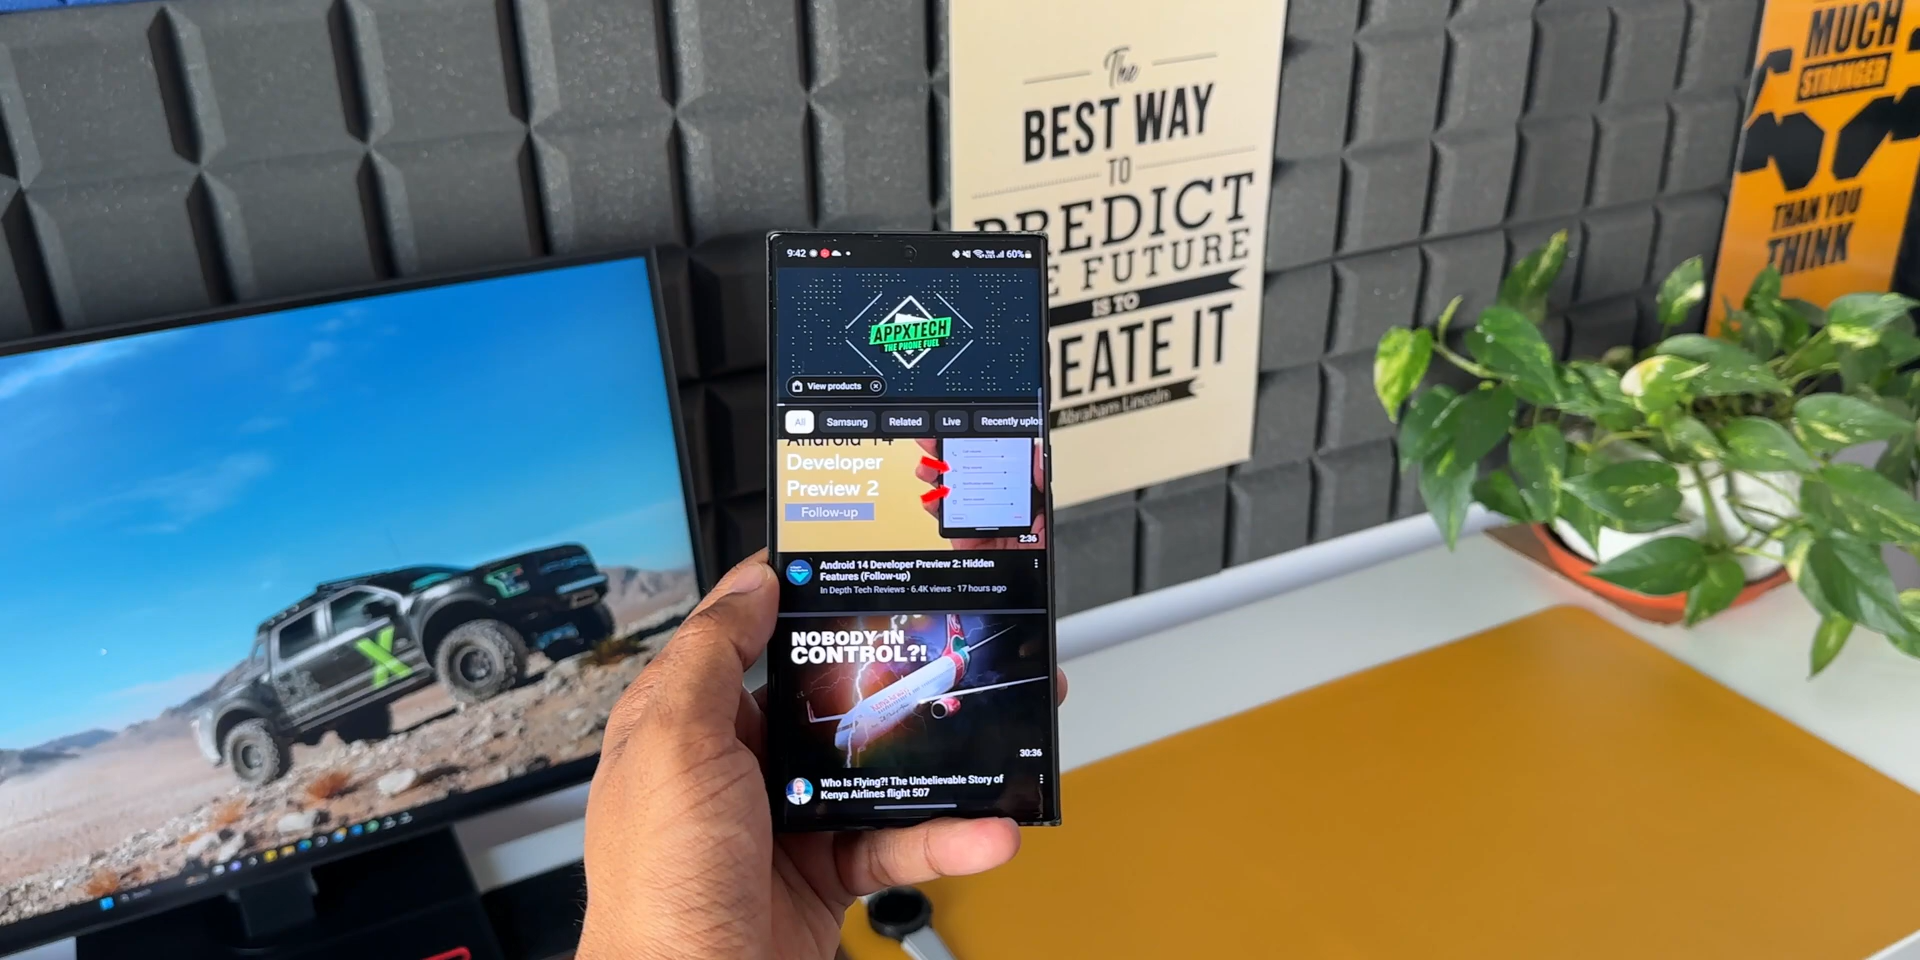 The
BEST WAY
TO
PREDICT
E FUTURE
IS TO
EATE IT
Abraham Lincoln
MUCH
STRONGER
THAN YOU
THINK
9:42
60%
APPXTECH
THE PHONE FUEL
View products
All
Samsung
Related
Live
Recently uplo
Android 14
Developer
Preview 2
Follow-up
2:36
Android 14 Developer Preview 2: Hidden
Features (Follow-up)
In Depth Tech Reviews · 6.4K views · 17 hours ago
NOBODY IN
CONTROL?!
30:36
Who Is Flying?! The Unbelievable Story of
Kenya Airlines flight 507
X